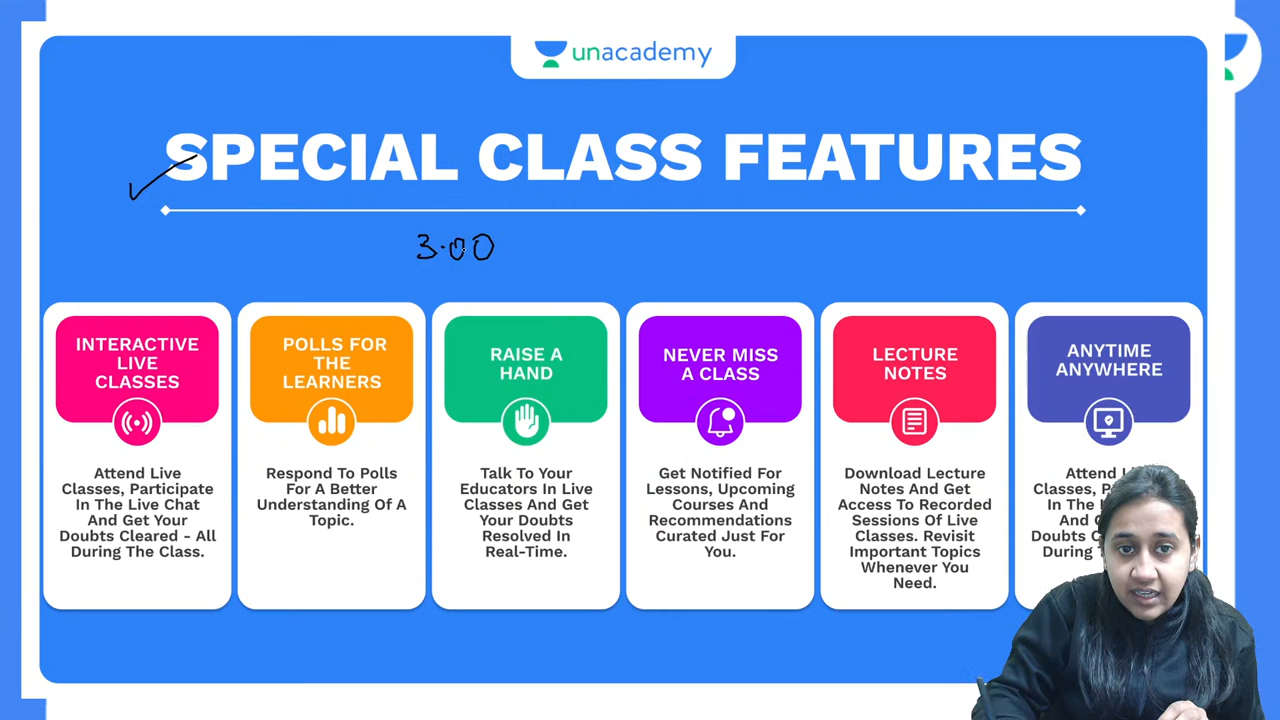 unacademy
SPECIAL CLASS FEATURES
3.00
INTERACTIVE
LIVE
CLASSES
Attend Live
Classes, Participate
In The Live Chat
And Get Your
Doubts Cleared - All
During The Class.
POLLS FOR
THE
LEARNERS
Respond To Polls
For A Better
Understanding Of A
Topic.
RAISE A
HAND
Talk To Your
Educators In Live
Classes And Get
Your Doubts
Resolved In
Real-Time.
NEVER MISS
A CLASS
Get Notified For
Lessons, Upcoming
Courses And
Recommendations
Curated Just For
You.
LECTURE
NOTES
Download Lecture
Notes And Get
Access To Recorded
Sessions Of Live
Classes. Revisit
Important Topics
Whenever You
Need.
ANYTIME
ANYWHERE
Attend
Classes,
In The
And
Doubts
During